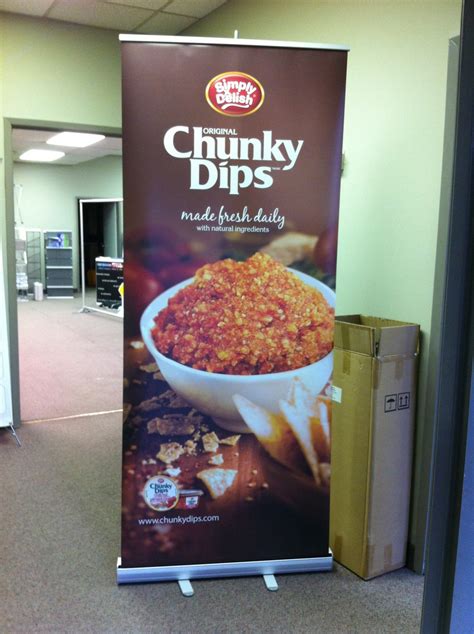 Simply
Delish
ORIGINAL
Chunky
Dips
made fresh daily
with natural ingredients
Chunky
Dips
www.chunkydips.com